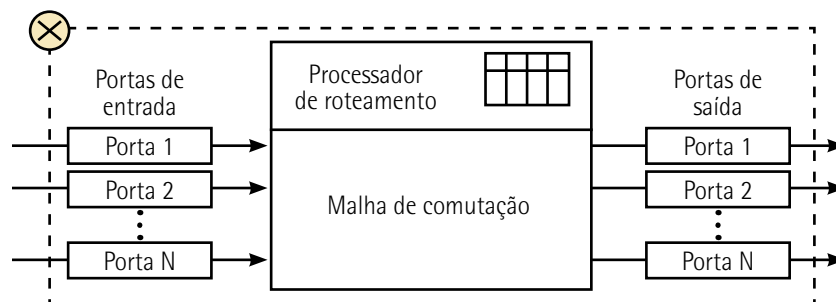 Portas de
entrada
Processador
de roteamento
Portas de
saída
Porta 1
Porta 2
Porta N
Malha de comutação
Porta 1
Porta 2
Porta N